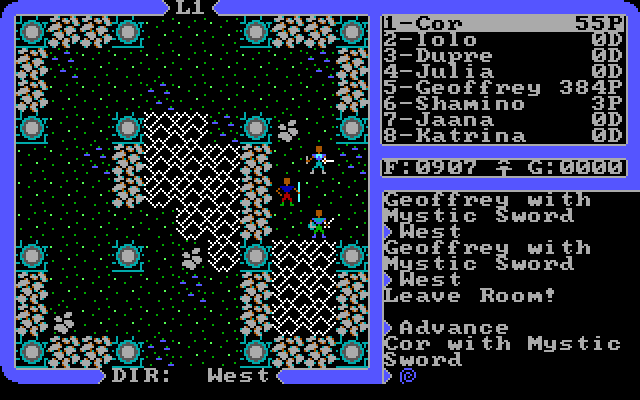 L1
1-Cor 55P
2-Iolo 0D
3-Dupre 0D
4-Julia 0D
5-Geoffrey 384P
6-Shamino 3P
7-Jaana 0D
8-Katrina 0D
F:0907 G:0000
Geoffrey with
Mystic Sword
West
Geoffrey with
Mystic Sword
West
Leave Room!
Advance
Cor with Mystic
Sword
DIR: West